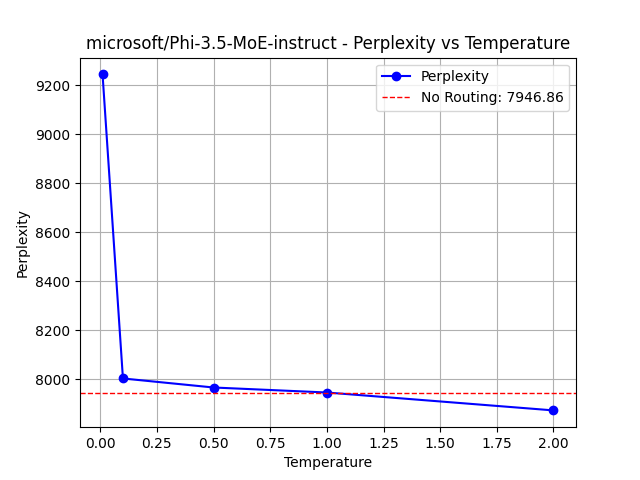 microsoft/Phi-3.5-MoE-instruct - Perplexity vs Temperature
Perplexity
No Routing: 7946.86
9200
9000
8800
8600
8400
8200
8000
Perplexity
0.00 0.25 0.50 0.75 1.00 1.25 1.50 1.75 2.00
Temperature